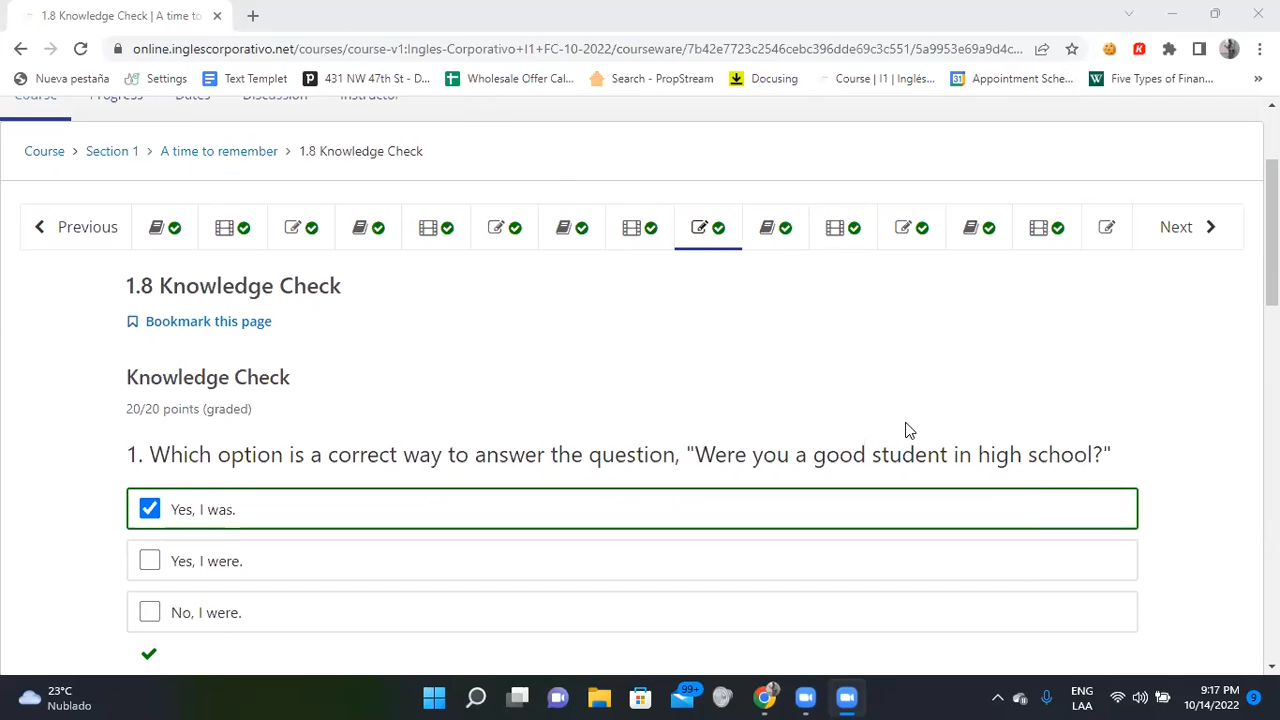 1.8 Knowledge Check | A time to
online.inglescorporativo.net/courses/course-v1:Ingles-Corporativo+I1+FC-10-2022/courseware/7b42e7723c2546cebc396dde69c3c551/5a9953e69a9d4c...
Nueva pestaña Settings Text Templet 431 NW 47th St - D... Wholesale Offer Cal... Search - PropStream Docusing Course | I1 | Inglés... Appointment Sche... Five Types of Finan... »
Course Progress Dates Discussion Instructor
Course > Section 1 > A time to remember > 1.8 Knowledge Check
Previous Next
1.8 Knowledge Check
Bookmark this page
Knowledge Check
20/20 points (graded)
1. Which option is a correct way to answer the question, "Were you a good student in high school?"
Yes, I was.
Yes, I were.
No, I were.
23°C
Nublado
99+
ENG
LAA
9:17 PM
10/14/2022
9